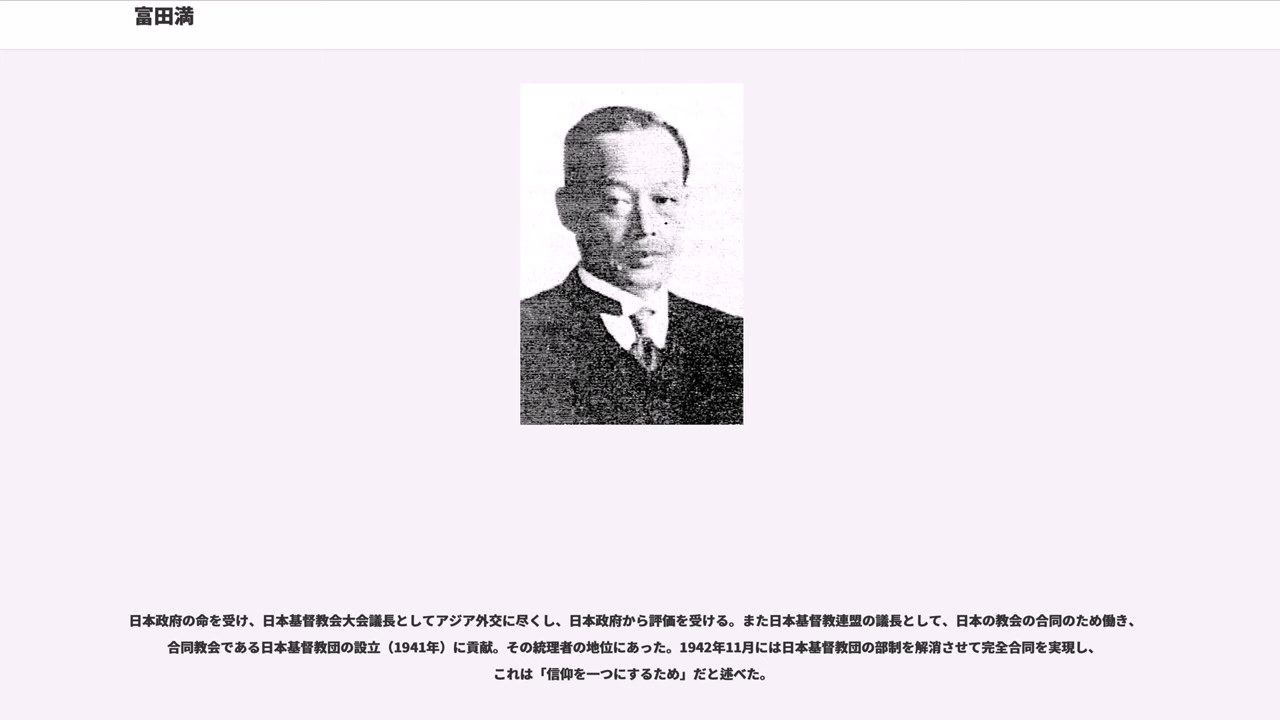 富田満
日本政府の命を受け、日本基督教会大会議長としてアジア外交に尽くし、日本政府から評価を受ける。また日本基督教連盟の議長として、日本の教会の合同のため働き、
合同教会である日本基督教団の設立（1941年）に貢献。その統理者の地位にあった。1942年11月には日本基督教団の部制を解消させて完全合同を実現し、
これは「信仰を一つにするため」だと述べた。